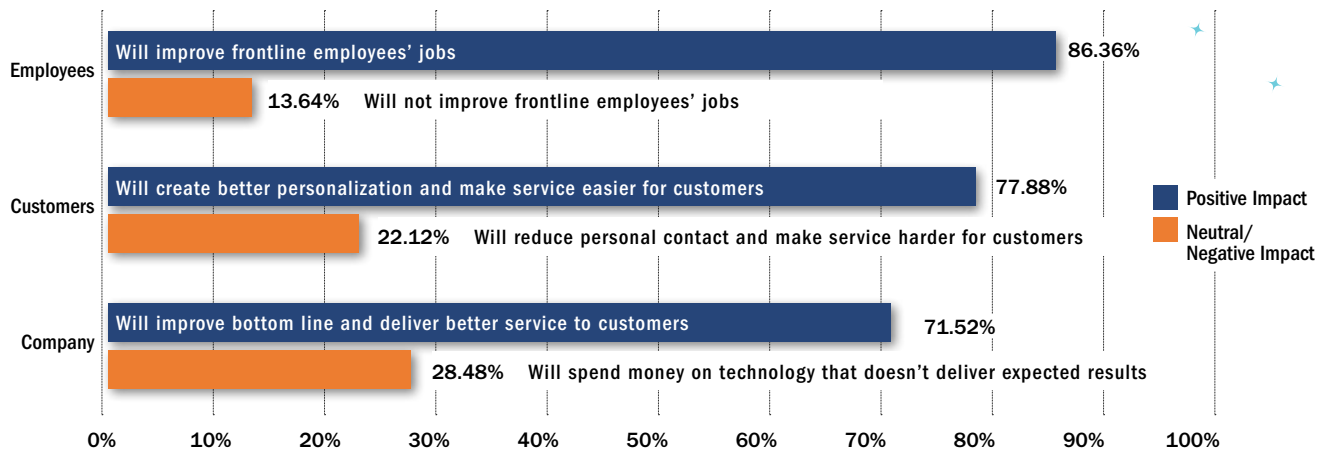 Employees
Will improve frontline employees’ jobs
86.36%
13.64% Will not improve frontline employees’ jobs
Customers
Will create better personalization and make service easier for customers
77.88%
22.12% Will reduce personal contact and make service harder for customers
Company
Will improve bottom line and deliver better service to customers
71.52%
28.48% Will spend money on technology that doesn’t deliver expected results
Positive Impact
Neutral/
Negative Impact
0% 10% 20% 30% 40% 50% 60% 70% 80% 90% 100%